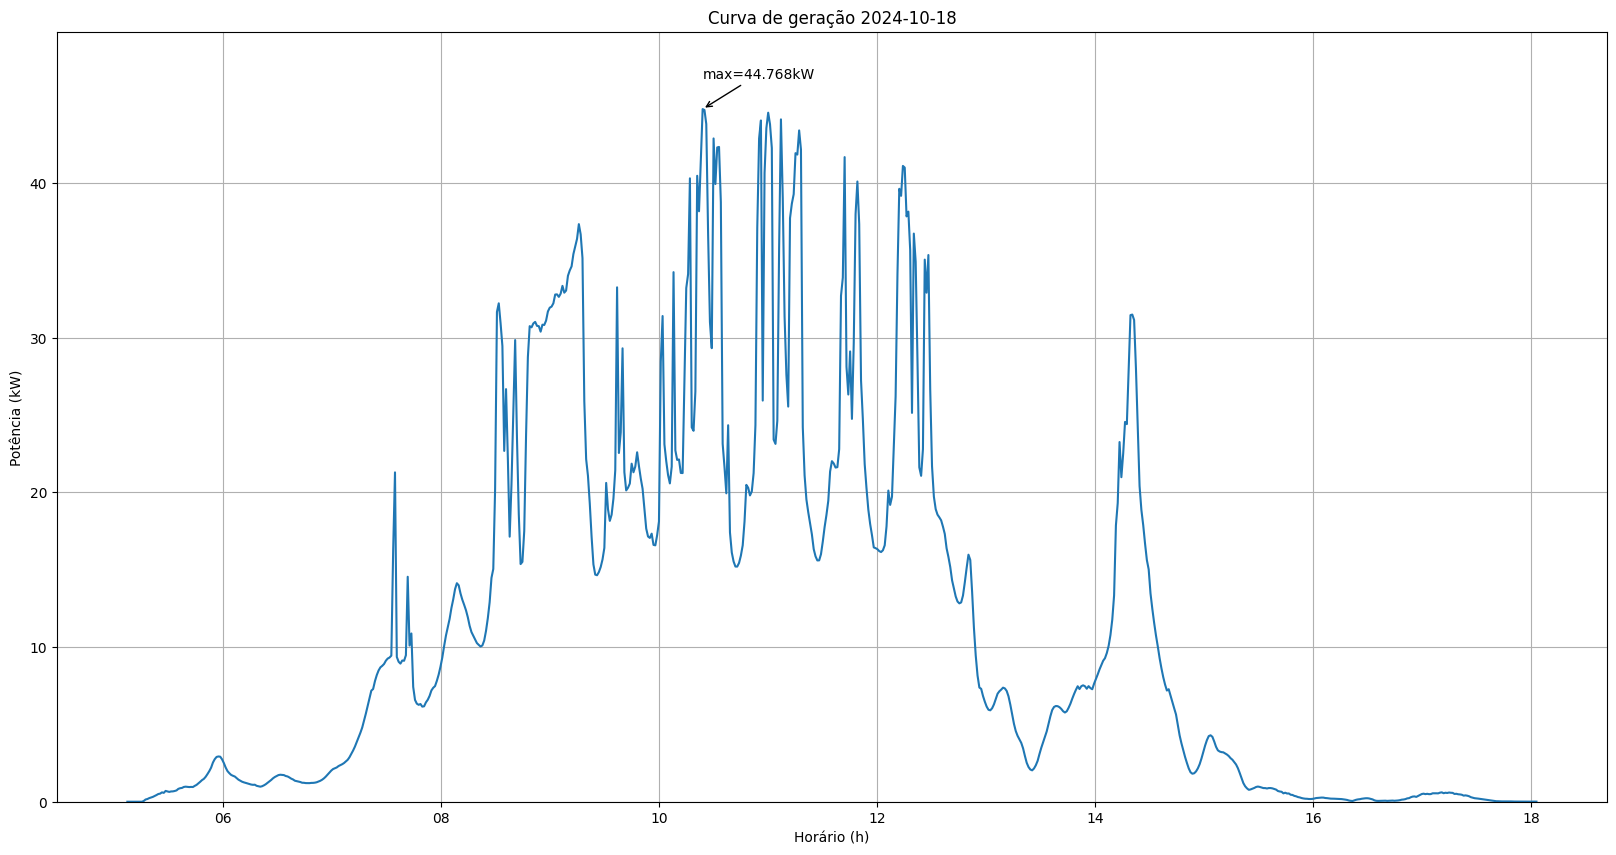 Curva de geração 2024-10-18
max=44.768kW
Potência (kW)
40
30
20
10
0
06 08 10 12 14 16 18
Horário (h)